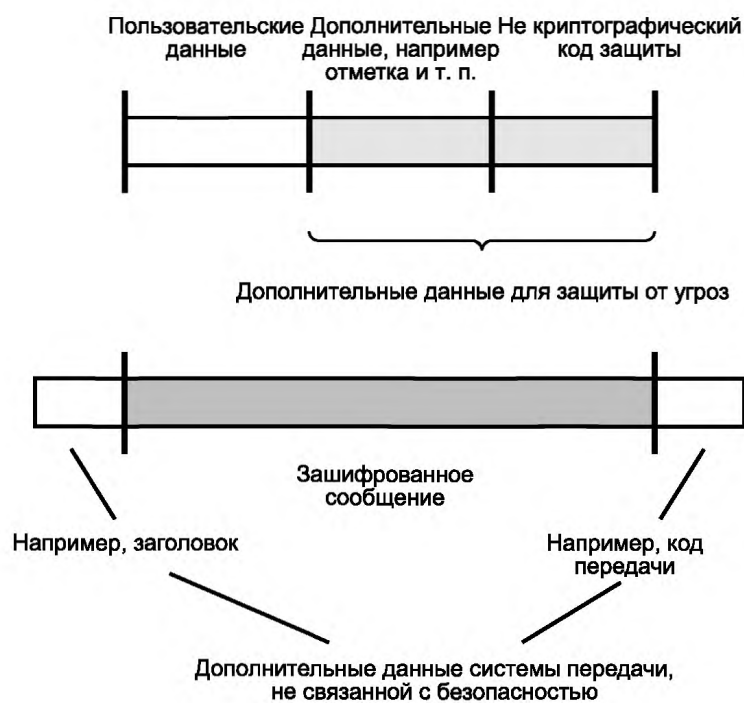 Пользовательские Дополнительные Не криптографический
данные данные, например код защиты
отметка и т. п.
Дополнительные данные для защиты от угроз
Зашифрованное
сообщение
Например, заголовок
Например, код
передачи
Дополнительные данные системы передачи,
не связанной с безопасностью